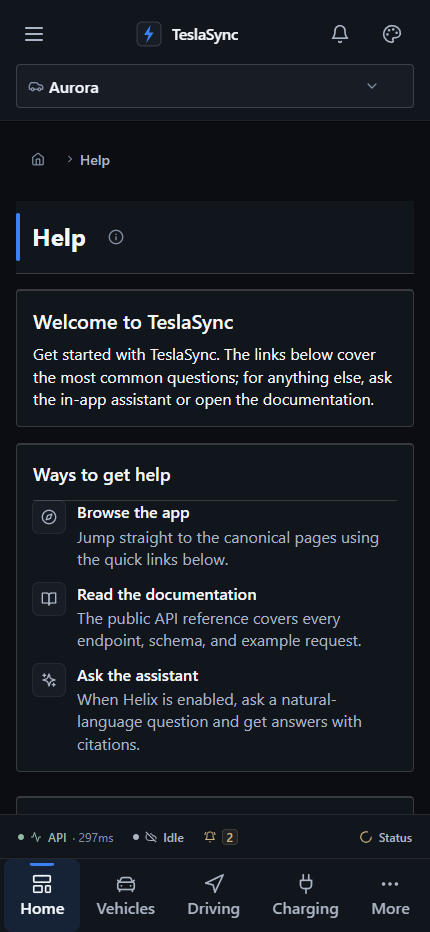 TeslaSync
Aurora
Help
Help
Welcome to TeslaSync
Get started with TeslaSync. The links below cover
the most common questions; for anything else, ask
the in-app assistant or open the documentation.
Ways to get help
Browse the app
Jump straight to the canonical pages using
the quick links below.
Read the documentation
The public API reference covers every
endpoint, schema, and example request.
Ask the assistant
When Helix is enabled, ask a natural-
language question and get answers with
citations.
API · 297ms Idle 2 Status
Home Vehicles Driving Charging More